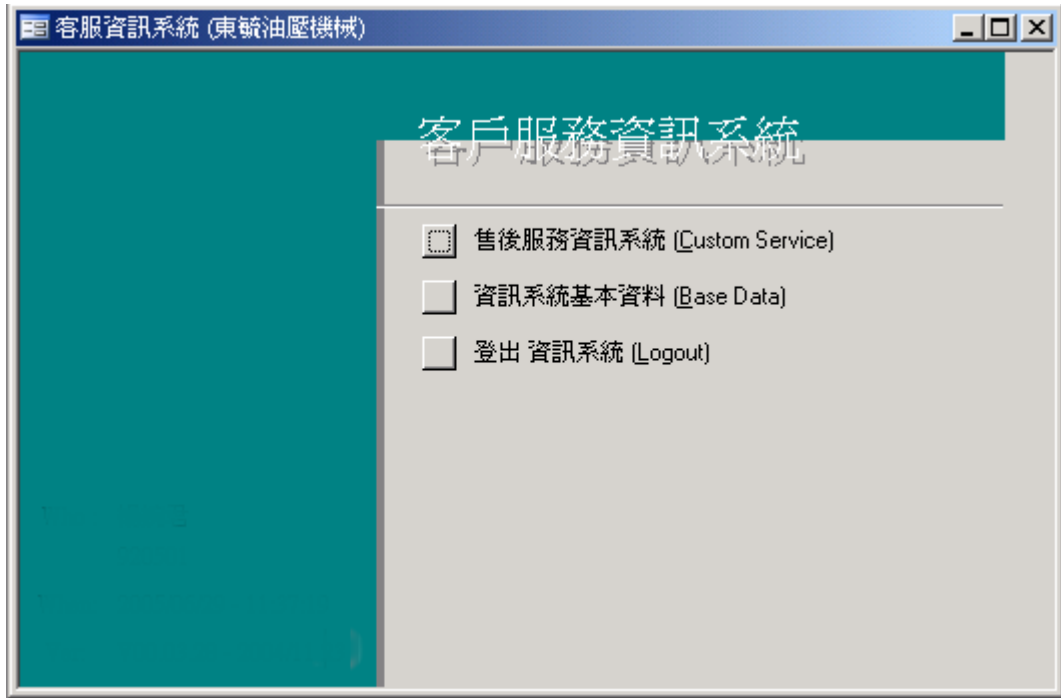 客服資訊系統 (東毓油壓機械)
客戶服務資訊系統
售後服務資訊系統 (Custom Service)
資訊系統基本資料 (Base Data)
登出 資訊系統 (Logout)